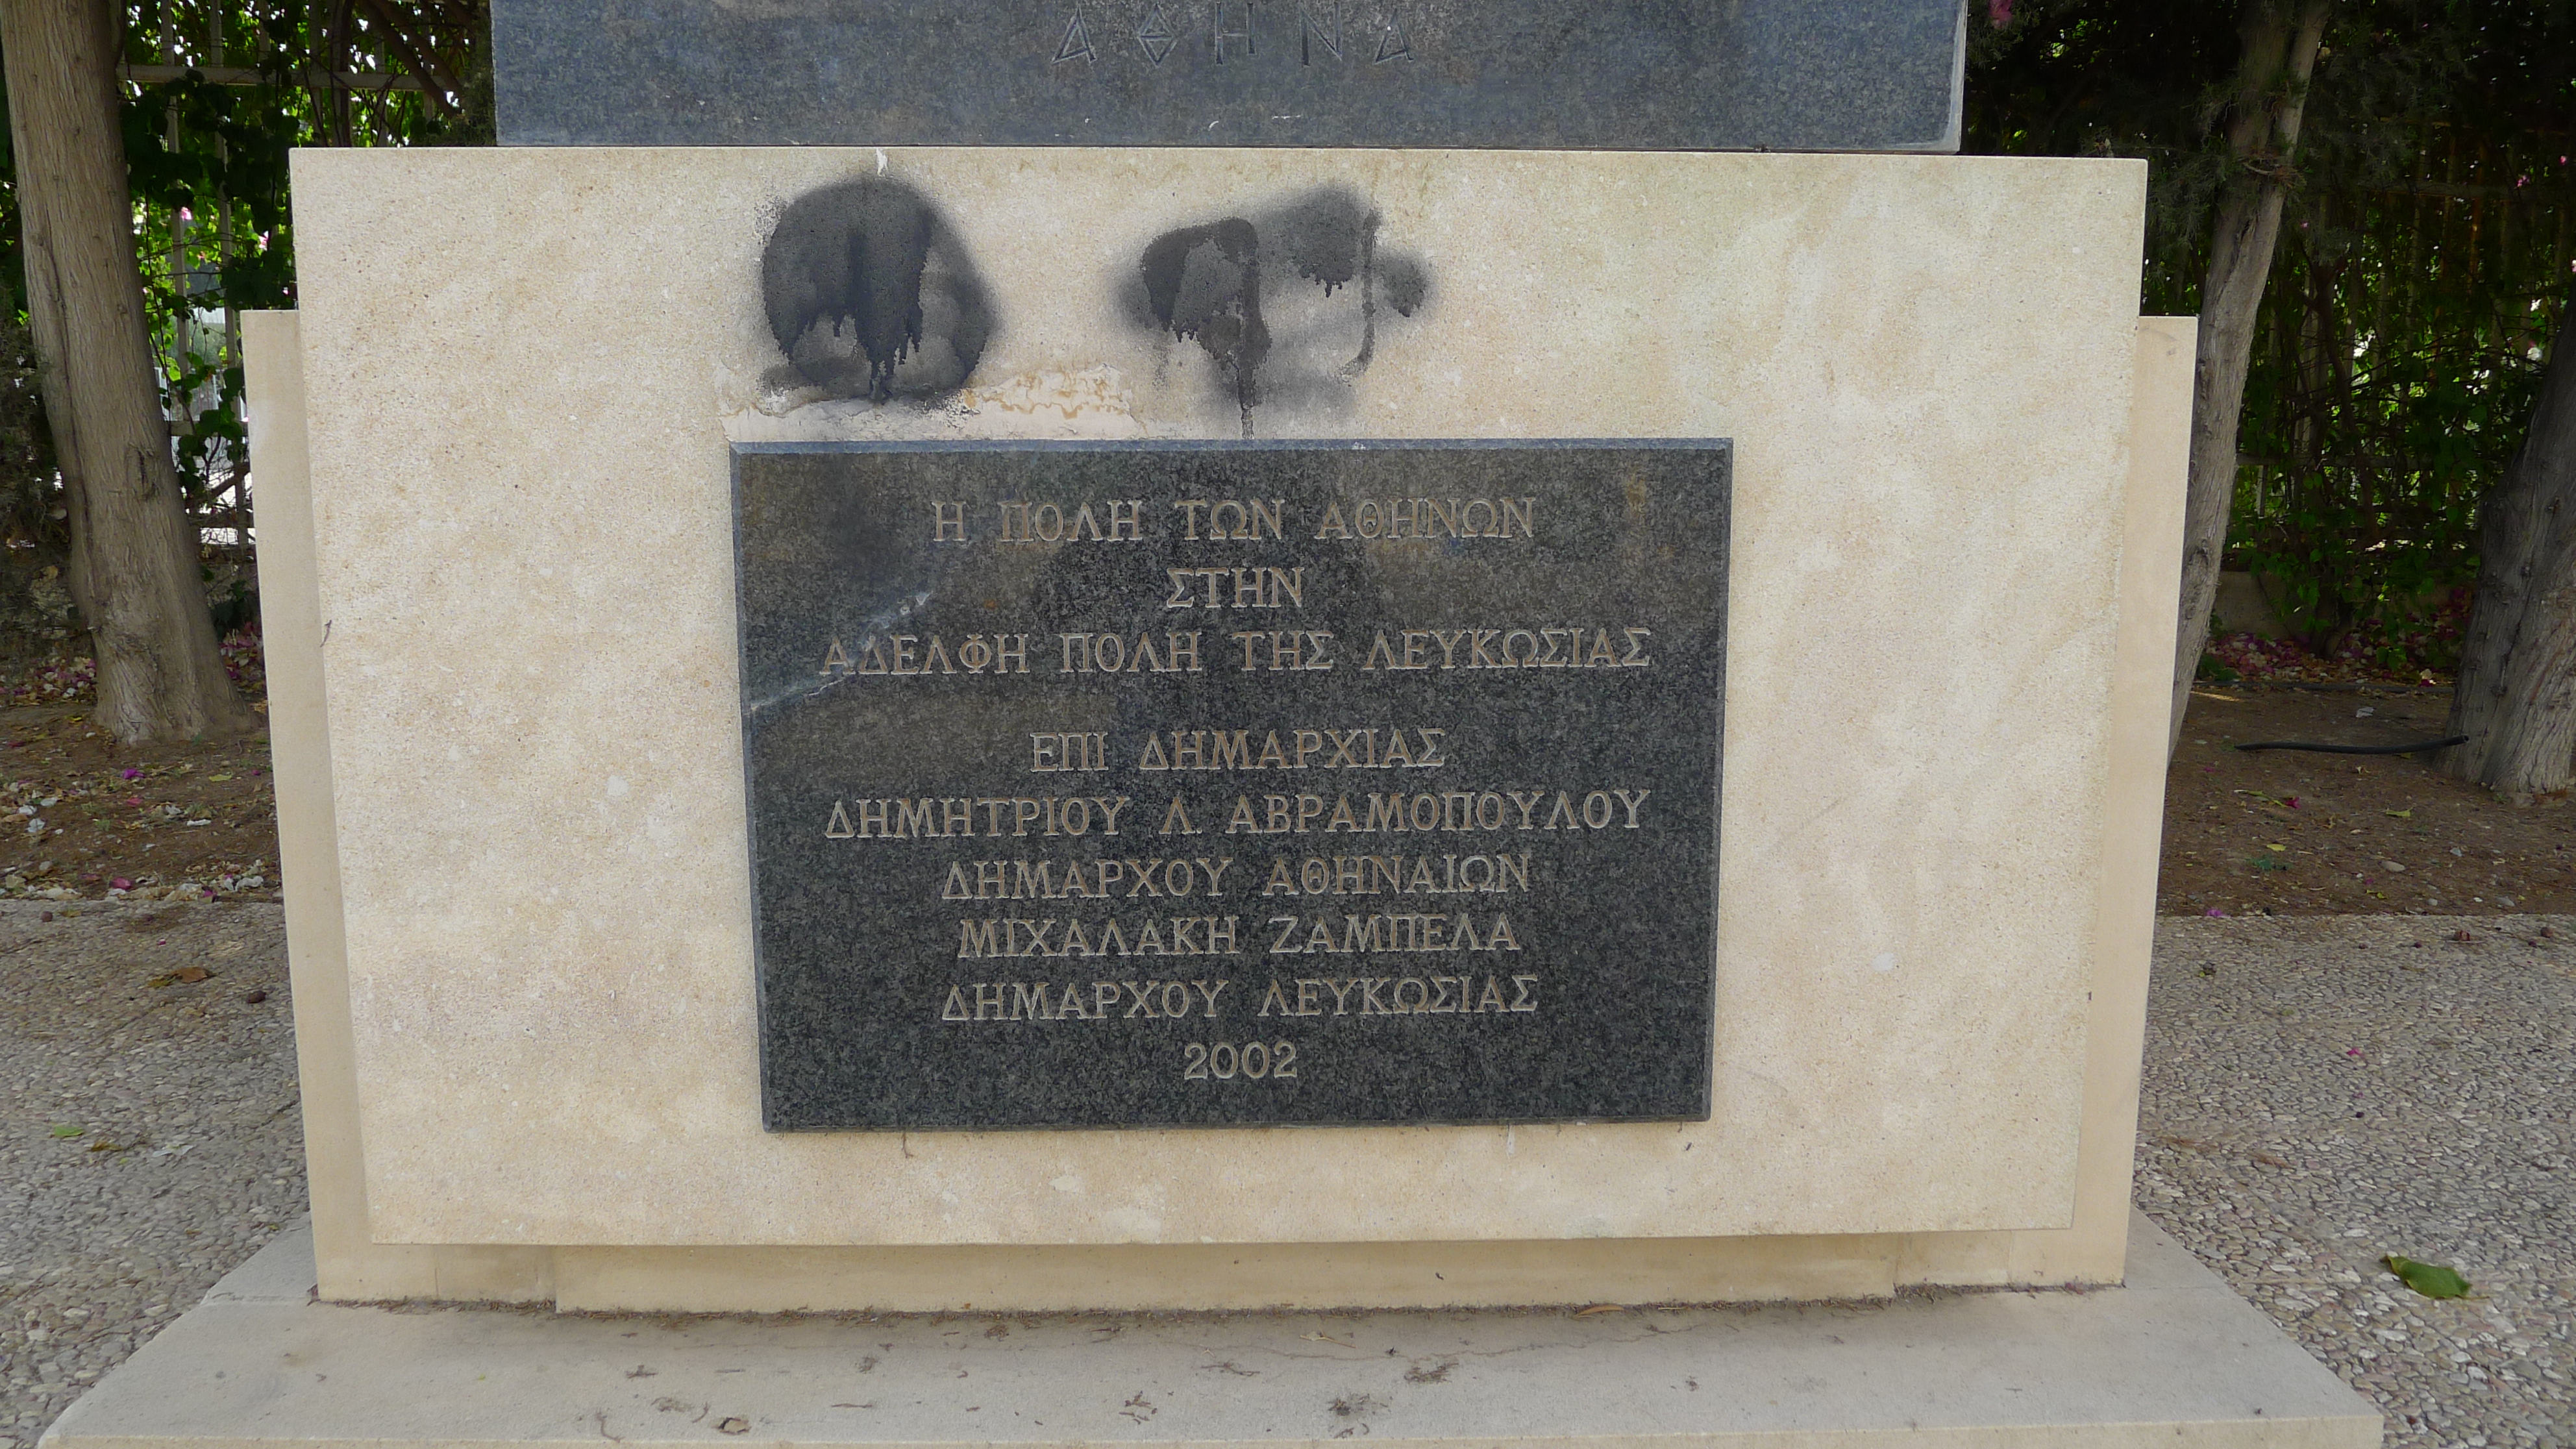 ΑΘΗΝΑ
Η ΠΟΛΗ ΤΩΝ ΑΘΗΝΩΝ
ΣΤΗΝ
ΑΔΕΛΦΗ ΠΟΛΗ ΤΗΣ ΛΕΥΚΩΣΙΑΣ
ΕΠΙ ΔΗΜΑΡΧΙΑΣ
ΔΗΜΗΤΡΙΟΥ Λ. ΑΒΡΑΜΟΠΟΥΛΟΥ
ΔΗΜΑΡΧΟΥ ΑΘΗΝΑΙΩΝ
ΜΙΧΑΛΑΚΗ ΖΑΜΠΕΛΑ
ΔΗΜΑΡΧΟΥ ΛΕΥΚΩΣΙΑΣ
2002